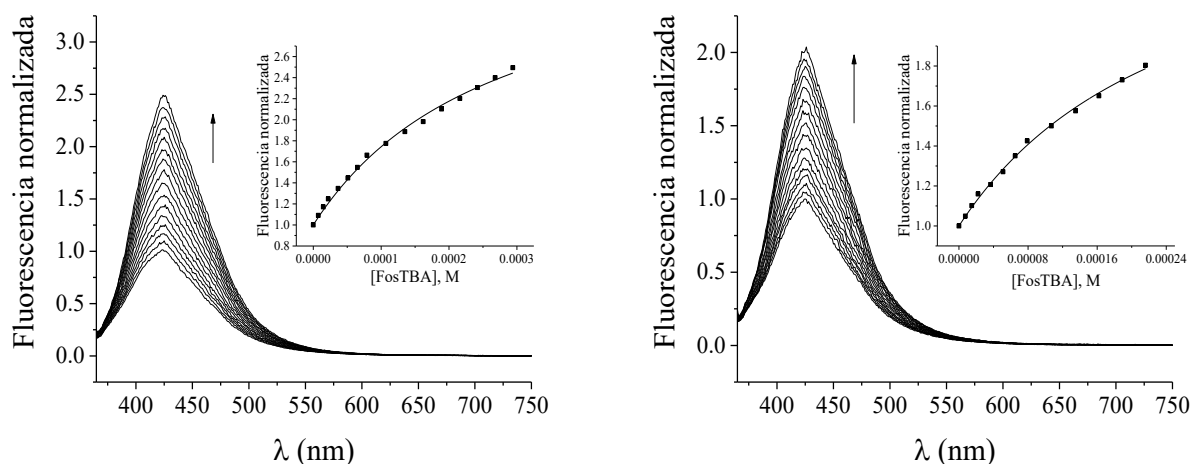 3.0
2.5
2.0
1.5
1.0
0.5
0.0
Fluorescencia normalizada
400 450 500 550 600 650 700 750
λ (nm)
2.6
2.4
2.2
2.0
1.8
1.6
1.4
1.2
1.0
0.8
Fluorescencia normalizada
0.0000 0.0001 0.0002 0.0003
[FosTBA], M
2.0
1.5
1.0
0.5
0.0
Fluorescencia normalizada
400 450 500 550 600 650 700 750
λ (nm)
1.8
1.6
1.4
1.2
1.0
Fluorescencia normalizada
0.00000 0.00008 0.00016 0.00024
[FosTBA], M